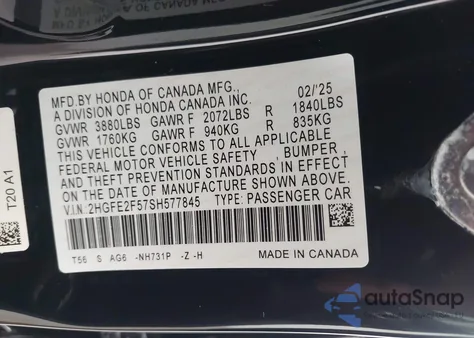 MFD. BY HONDA OF CANADA MFG.,
A DIVISION OF HONDA CANADA INC. 02/'25
GVWR 3880LBS GAWR F 2072LBS R 1840LBS
GVWR 1760KG GAWR F 940KG R 835KG
THIS VEHICLE CONFORMS TO ALL APPLICABLE
FEDERAL MOTOR VEHICLE SAFETY , BUMPER ,
AND THEFT PREVENTION STANDARDS IN EFFECT
ON THE DATE OF MANUFACTURE SHOWN ABOVE.
V.I.N:2HGFE2F57SH577845 TYPE: PASSENGER CAR
T56 S AG6 -NH731P -Z -H MADE IN CANADA
T20 A1
autoSnap